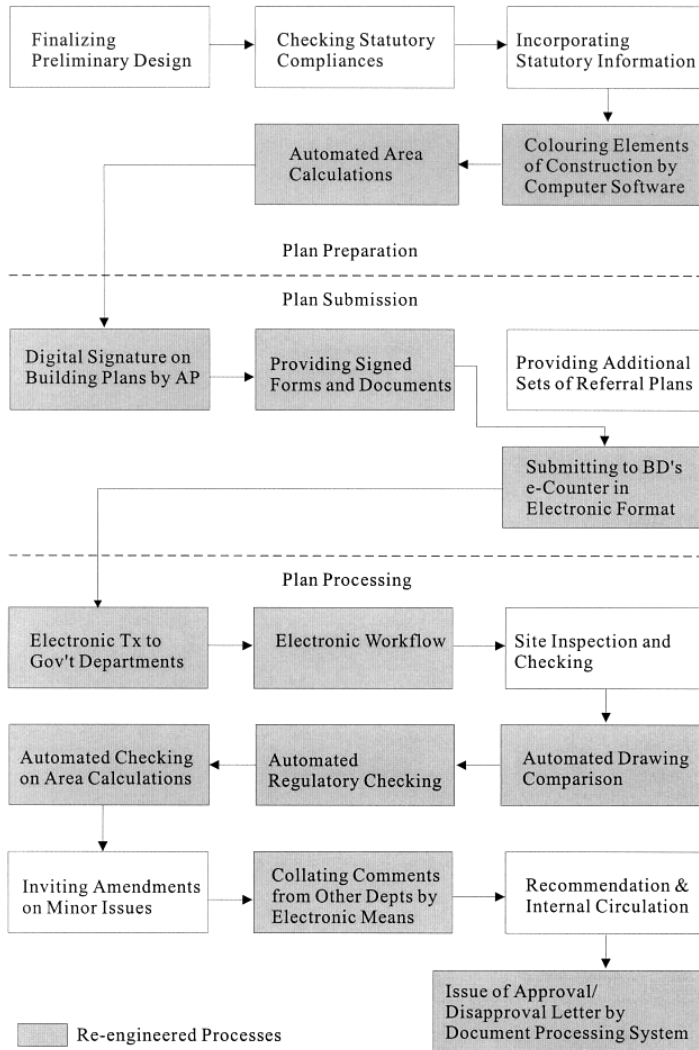 Finalizing
Preliminary Design
Checking Statutory
Compliances
Incorporating
Statutory Information
Automated Area
Calculations
Colouring Elements
of Construction by
Computer Software
Plan Preparation
Plan Submission
Digital Signature on
Building Plans by AP
Providing Signed
Forms and Documents
Providing Additional
Sets of Referral Plans
Submitting to BD's
e-Counter in
Electronic Format
Plan Processing
Electronic Tx to
Gov't Departments
Electronic Workflow
Site Inspection and
Checking
Automated Checking
on Area Calculations
Automated
Regulatory Checking
Automated Drawing
Comparison
Inviting Amendments
on Minor Issues
Collating Comments
from Other Depts by
Electronic Means
Recommendation &
Internal Circulation
Issue of Approval/
Disapproval Letter by
Document Processing System
Re-engineered Processes